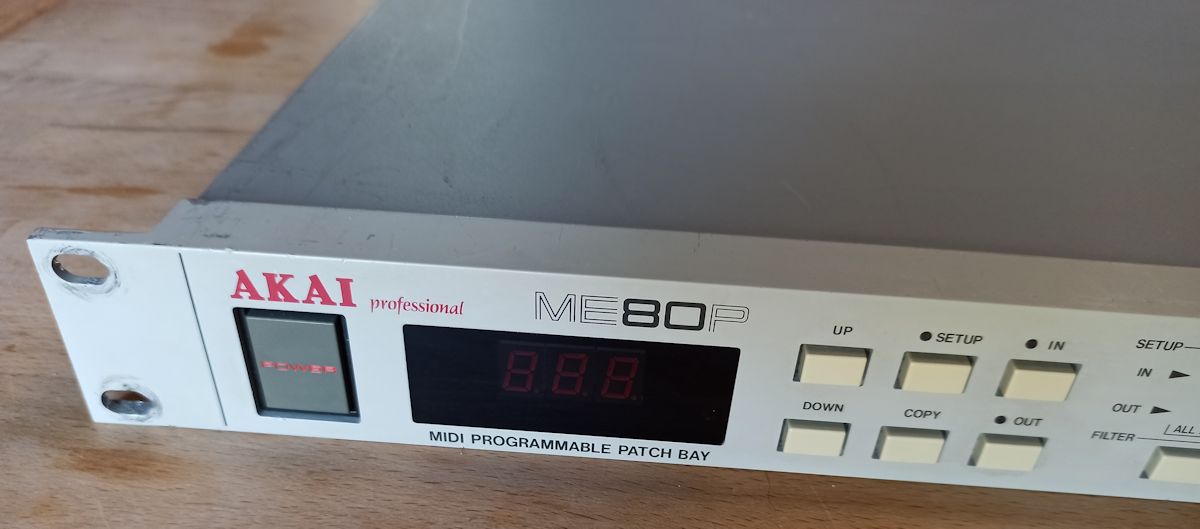 AKAI professional
ME80P
POWER
888
MIDI PROGRAMMABLE PATCH BAY
UP
SETUP
IN
DOWN
COPY
OUT
SETUP
IN
OUT
FILTER
ALL